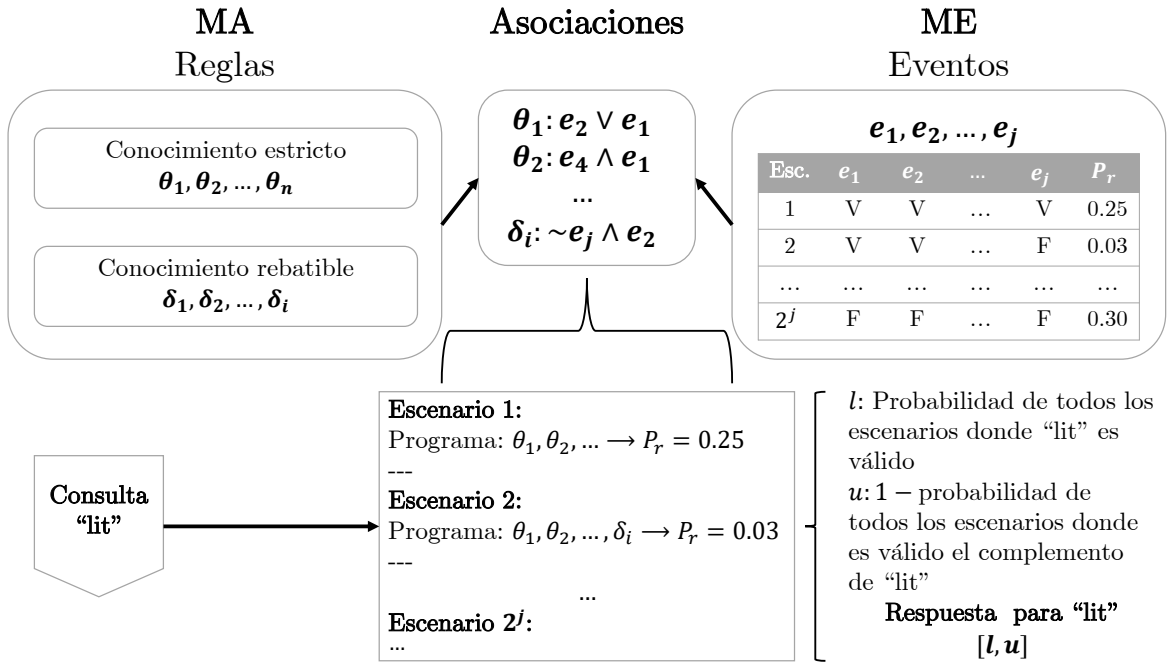 MA
Reglas
Conocimiento estricto
θ₁, θ₂, ..., θₙ
Conocimiento rebatible
δ₁, δ₂, ..., δᵢ
Asociaciones
θ₁: e₂ ∨ e₁
θ₂: e₄ ∧ e₁
...
δᵢ: ~eⱼ ∧ e₂
ME
Eventos
e₁, e₂, ..., eⱼ
Esc. e₁ e₂ ... eⱼ Pᵣ
1 V V ... V 0.25
2 V V ... F 0.03
... ... ... ... ... ...
2ʲ F F ... F 0.30
Consulta
“lit”
Escenario 1:
Programa: θ₁, θ₂, ... ⟶ Pᵣ = 0.25
---
Escenario 2:
Programa: θ₁, θ₂, ..., δᵢ ⟶ Pᵣ = 0.03
---
...
Escenario 2ʲ:
...
l: Probabilidad de todos los
escenarios donde “lit” es
válido
u: 1 − probabilidad de
todos los escenarios donde
es válido el complemento
de “lit”
Respuesta para “lit”
[l, u]